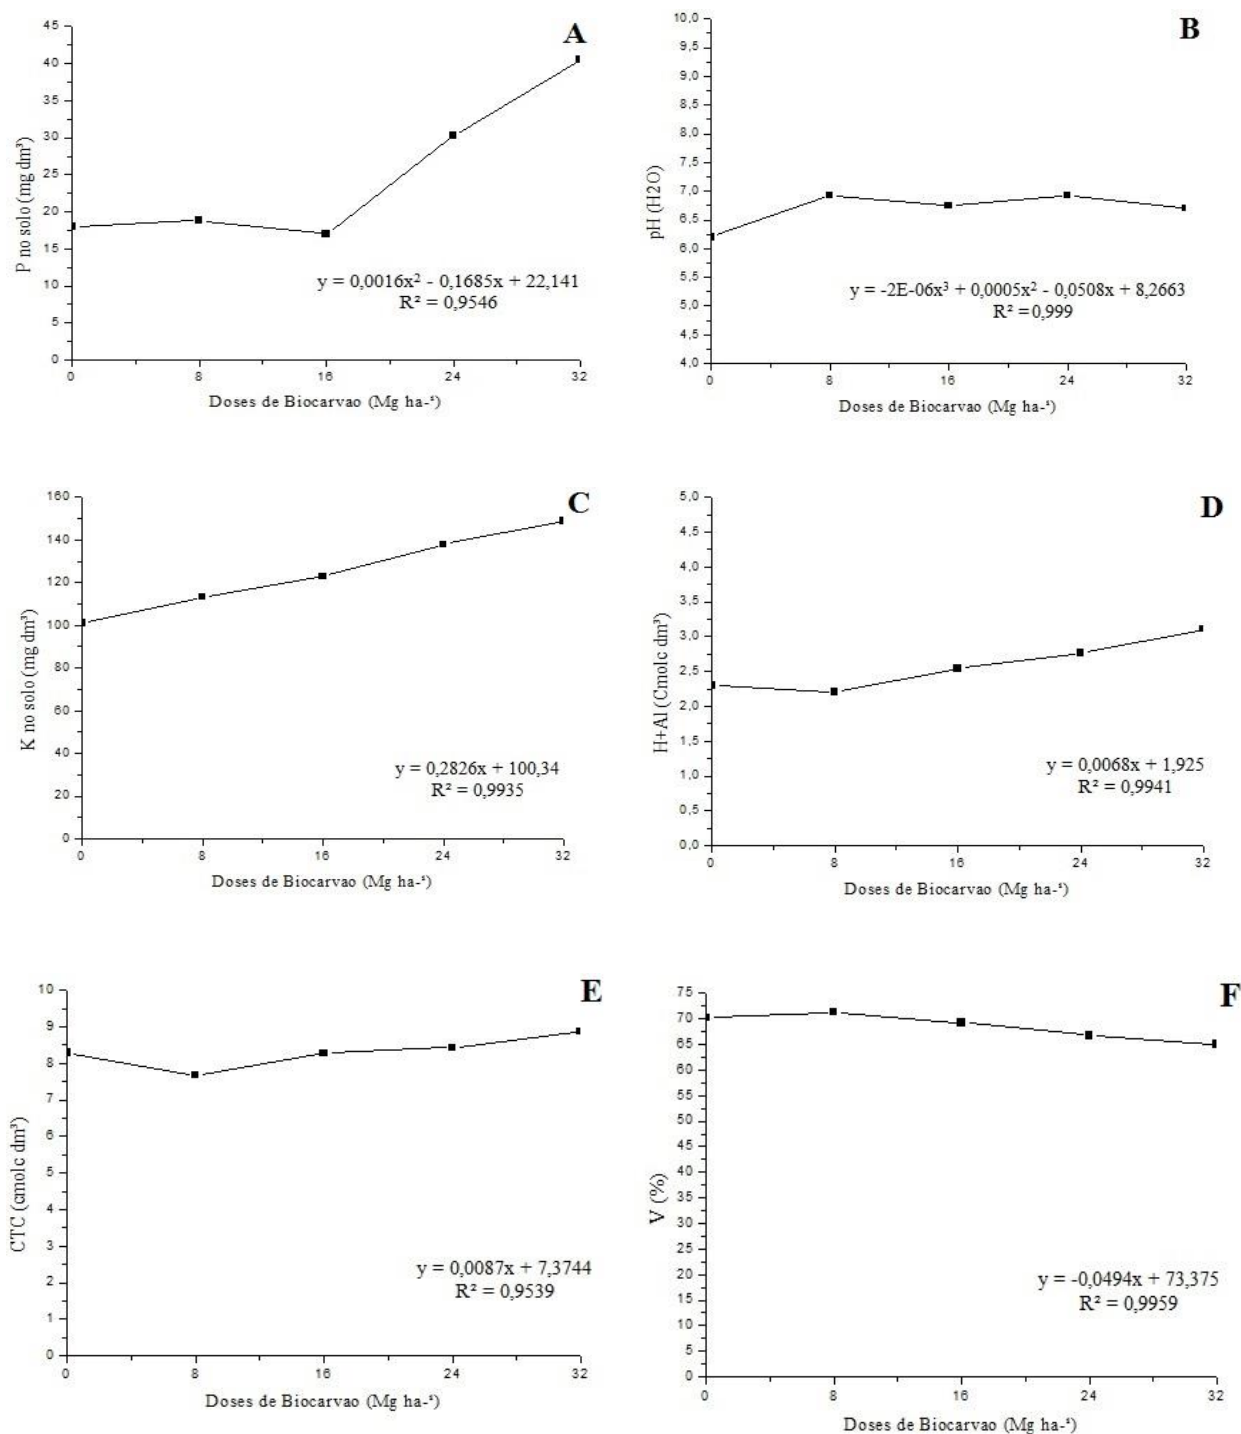 A
45
40
35
30
25
20
15
10
5
0
P no solo (mg dm³)
y = 0,0016x² - 0,1685x + 22,141
R² = 0,9546
0 8 16 24 32
Doses de Biocarvao (Mg ha-¹)
B
10,0
9,5
9,0
8,5
8,0
7,5
7,0
6,5
6,0
5,5
5,0
4,5
4,0
pH (H2O)
y = -2E-06x³ + 0,0005x² - 0,0508x + 8,2663
R² = 0,999
0 8 16 24 32
Doses de Biocarvao (Mg ha-¹)
C
160
140
120
100
80
60
40
20
0
K no solo (mg dm³)
y = 0,2826x + 100,34
R² = 0,9935
0 8 16 24 32
Doses de Biocarvao (Mg ha-¹)
D
5,0
4,5
4,0
3,5
3,0
2,5
2,0
1,5
1,0
0,5
0,0
H+Al (Cmolc dm³)
y = 0,0068x + 1,925
R² = 0,9941
0 8 16 24 32
Doses de Biocarvao (Mg ha-¹)
E
10
9
8
7
6
5
4
3
2
1
0
CTC (cmolc dm³)
y = 0,0087x + 7,3744
R² = 0,9539
0 8 16 24 32
Doses de Biocarvao (Mg ha-¹)
F
75
70
65
60
55
50
45
40
35
30
25
20
15
10
5
0
V (%)
y = -0,0494x + 73,375
R² = 0,9959
0 8 16 24 32
Doses de Biocarvao (Mg ha-¹)